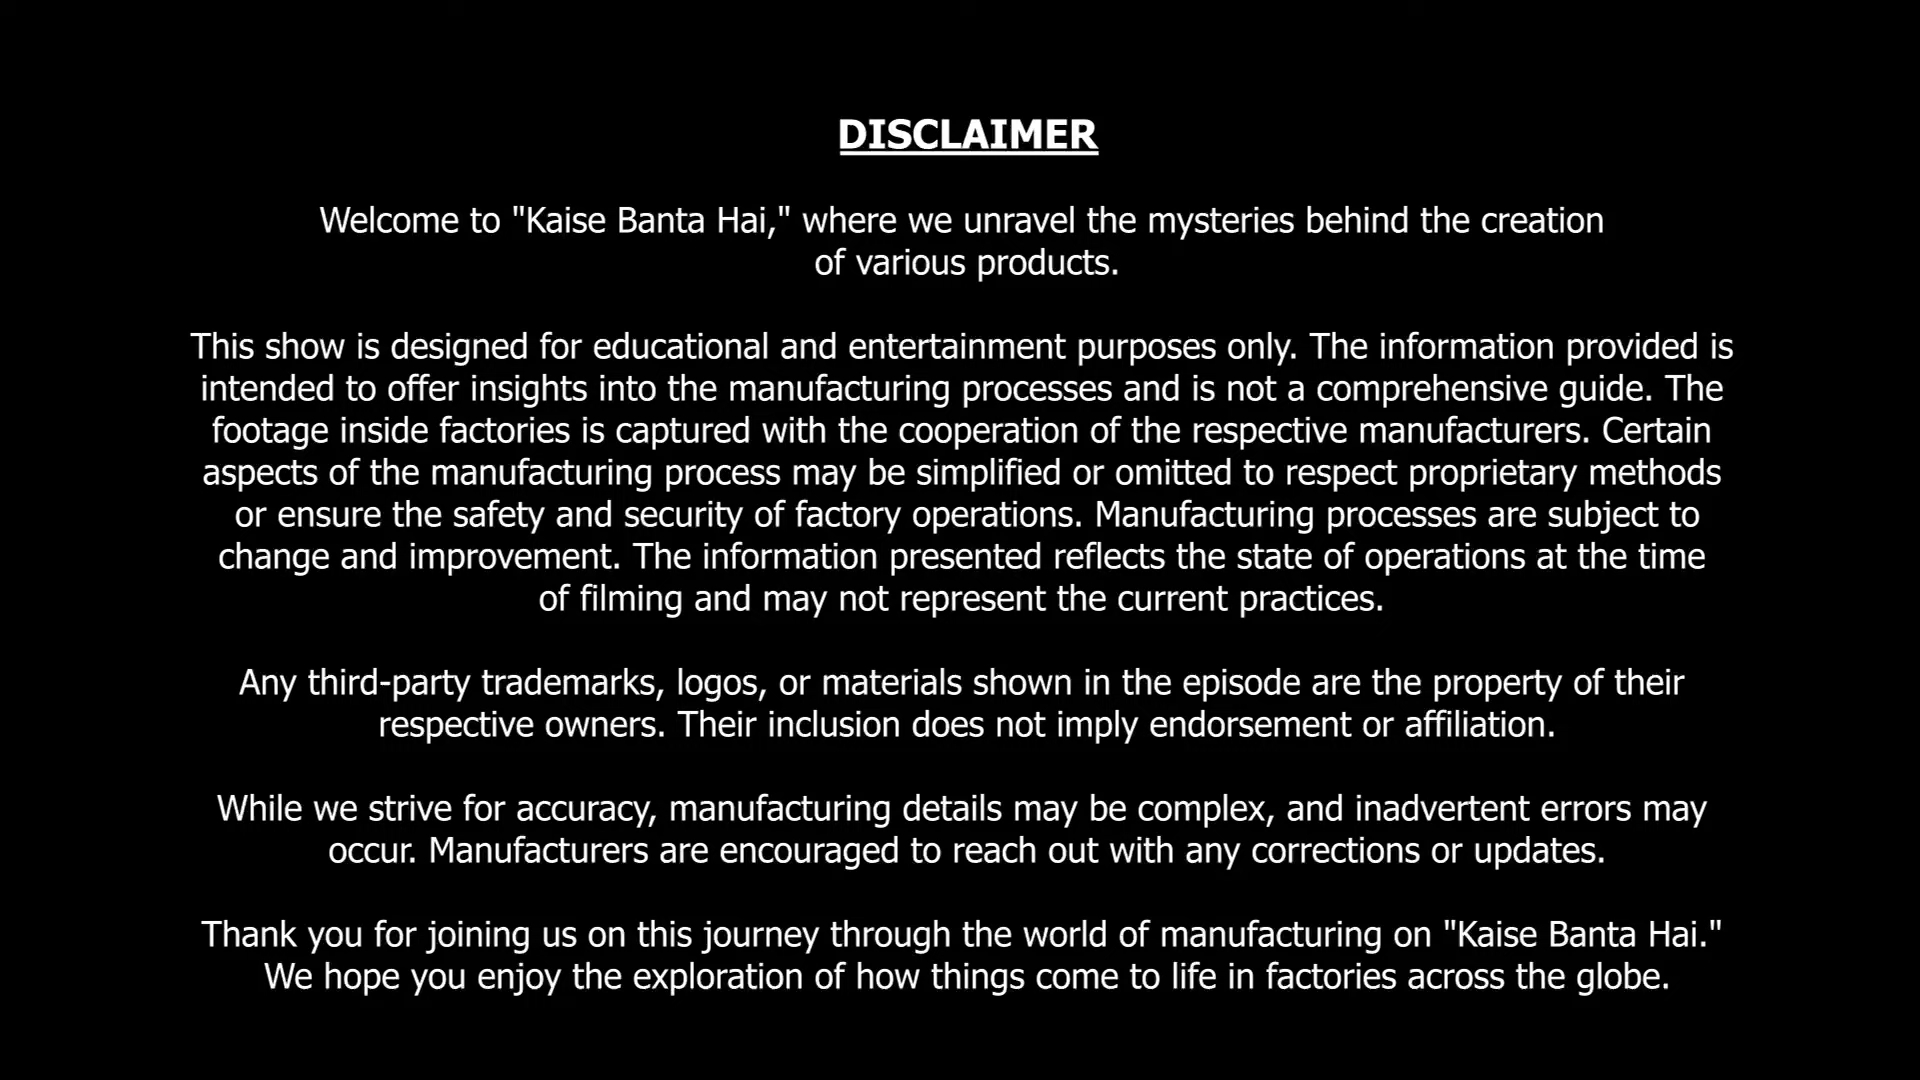 DISCLAIMER
Welcome to "Kaise Banta Hai," where we unravel the mysteries behind the creation
of various products.
This show is designed for educational and entertainment purposes only. The information provided is
intended to offer insights into the manufacturing processes and is not a comprehensive guide. The
footage inside factories is captured with the cooperation of the respective manufacturers. Certain
aspects of the manufacturing process may be simplified or omitted to respect proprietary methods
or ensure the safety and security of factory operations. Manufacturing processes are subject to
change and improvement. The information presented reflects the state of operations at the time
of filming and may not represent the current practices.
Any third-party trademarks, logos, or materials shown in the episode are the property of their
respective owners. Their inclusion does not imply endorsement or affiliation.
While we strive for accuracy, manufacturing details may be complex, and inadvertent errors may
occur. Manufacturers are encouraged to reach out with any corrections or updates.
Thank you for joining us on this journey through the world of manufacturing on "Kaise Banta Hai."
We hope you enjoy the exploration of how things come to life in factories across the globe.